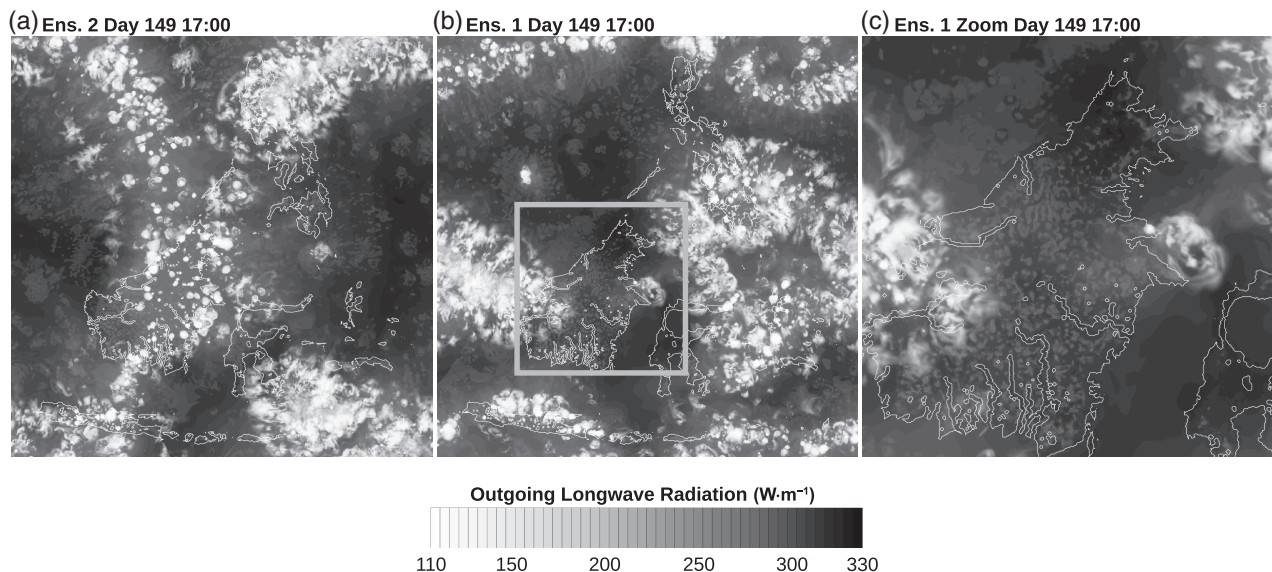 (a) Ens. 2 Day 149 17:00
(b) Ens. 1 Day 149 17:00
(c) Ens. 1 Zoom Day 149 17:00
Outgoing Longwave Radiation (W·m⁻¹)
110 150 200 250 300 330